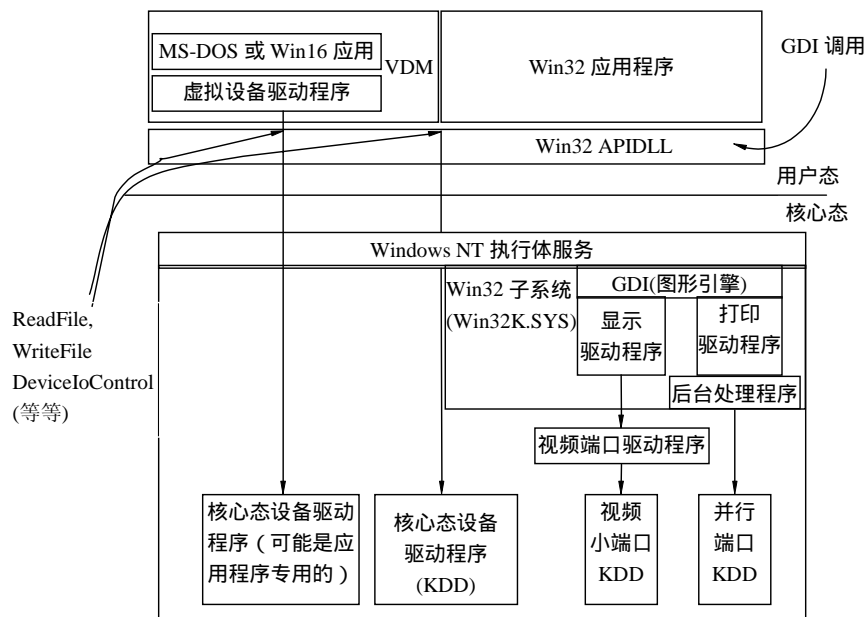 MS-DOS 或 Win16 应用
VDM
虚拟设备驱动程序
Win32 应用程序
GDI 调用
Win32 APIDLL
用户态
核心态
Windows NT 执行体服务
Win32 子系统
(Win32K.SYS)
GDI(图形引擎)
显示
驱动程序
打印
驱动程序
后台处理程序
ReadFile,
WriteFile
DeviceIoControl
(等等)
视频端口驱动程序
核心态设备驱动
程序（可能是应
用程序专用的）
核心态设备
驱动程序
(KDD)
视频
小端口
KDD
并行
端口
KDD